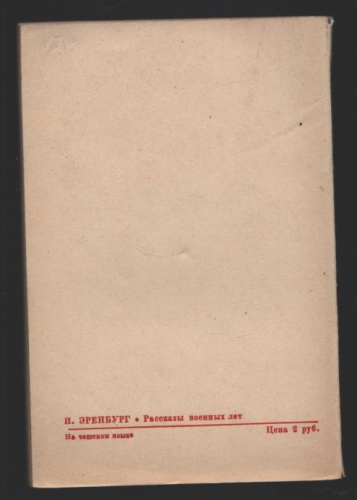 И. ЭРЕНБУРГ • Рассказы военных лет
На чешском языке
Цена 2 руб.